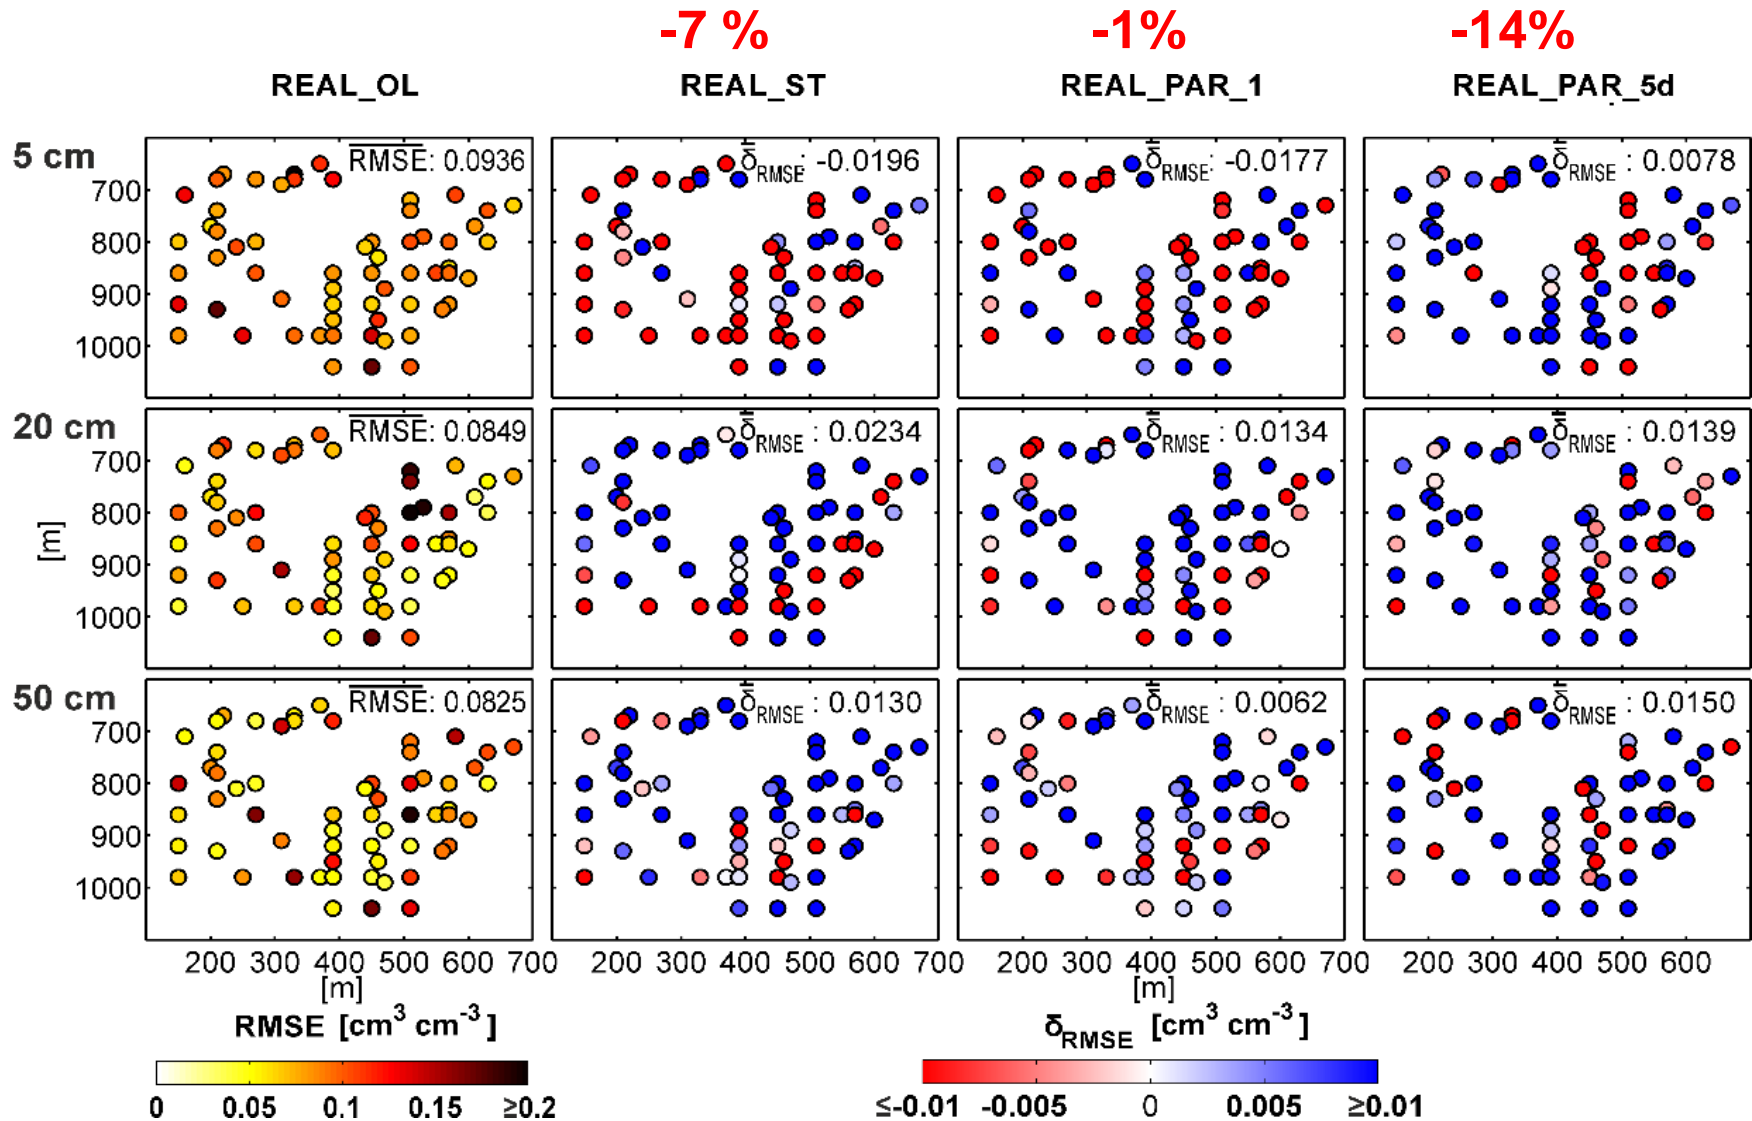 -7 % -1% -14%
REAL_OL REAL_ST REAL_PAR_1 REAL_PAR_5d
5 cm
RMSE: 0.0936
δRMSE: -0.0196
δRMSE: -0.0177
δRMSE : 0.0078
700
800
900
1000
20 cm
RMSE: 0.0849
δRMSE : 0.0234
δRMSE : 0.0134
δRMSE : 0.0139
700
800
900
1000
[m]
50 cm
RMSE: 0.0825
δRMSE : 0.0130
δRMSE : 0.0062
δRMSE : 0.0150
700
800
900
1000
200 300 400 500 600 700 200 300 400 500 600 700 200 300 400 500 600 700 200 300 400 500 600
[m] [m]
RMSE [cm³ cm⁻³] δRMSE [cm³ cm⁻³]
0 0.05 0.1 0.15 ≥0.2
≤-0.01 -0.005 0 0.005 ≥0.01